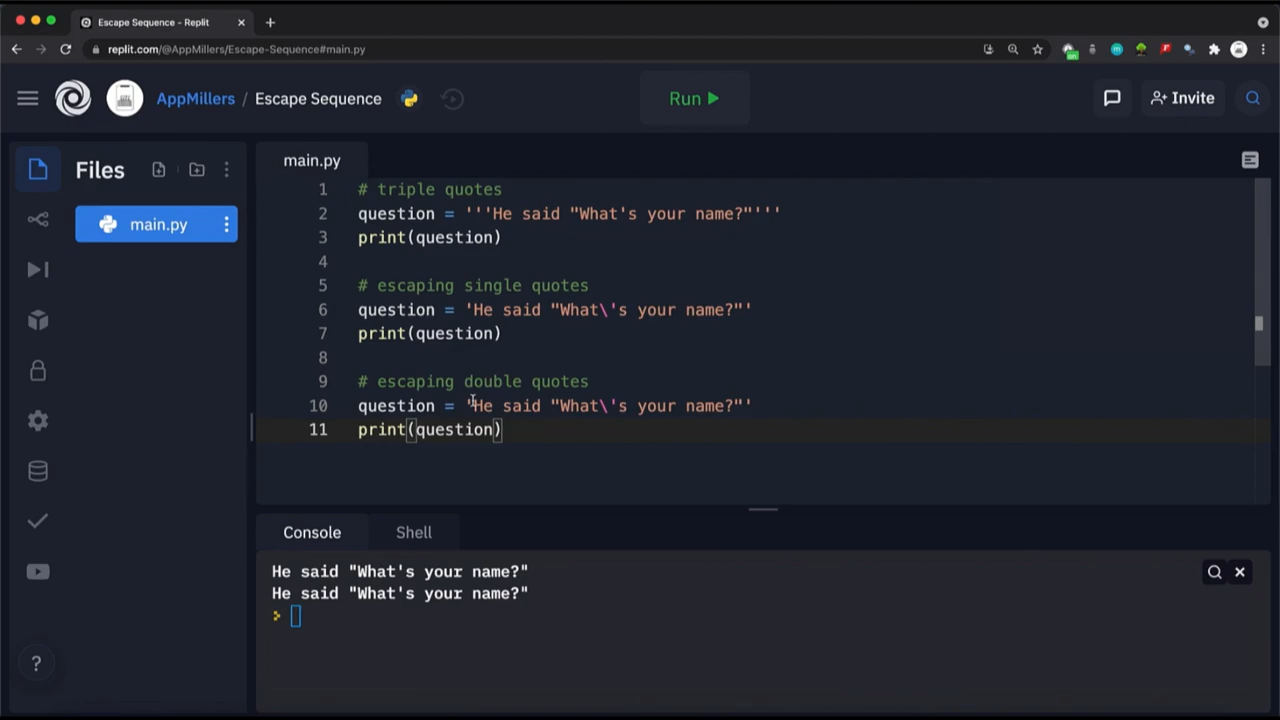 Escape Sequence - Replit
replit.com/@AppMillers/Escape-Sequence#main.py
AppMillers / Escape Sequence
Run
Invite
Files
main.py
main.py
1 # triple quotes
2 question = '''He said "What's your name?"'''
3 print(question)
4
5 # escaping single quotes
6 question = 'He said "What\'s your name?"'
7 print(question)
8
9 # escaping double quotes
10 question = 'He said "What\'s your name?"'
11 print(question)
Console Shell
He said "What's your name?"
He said "What's your name?"
>
?